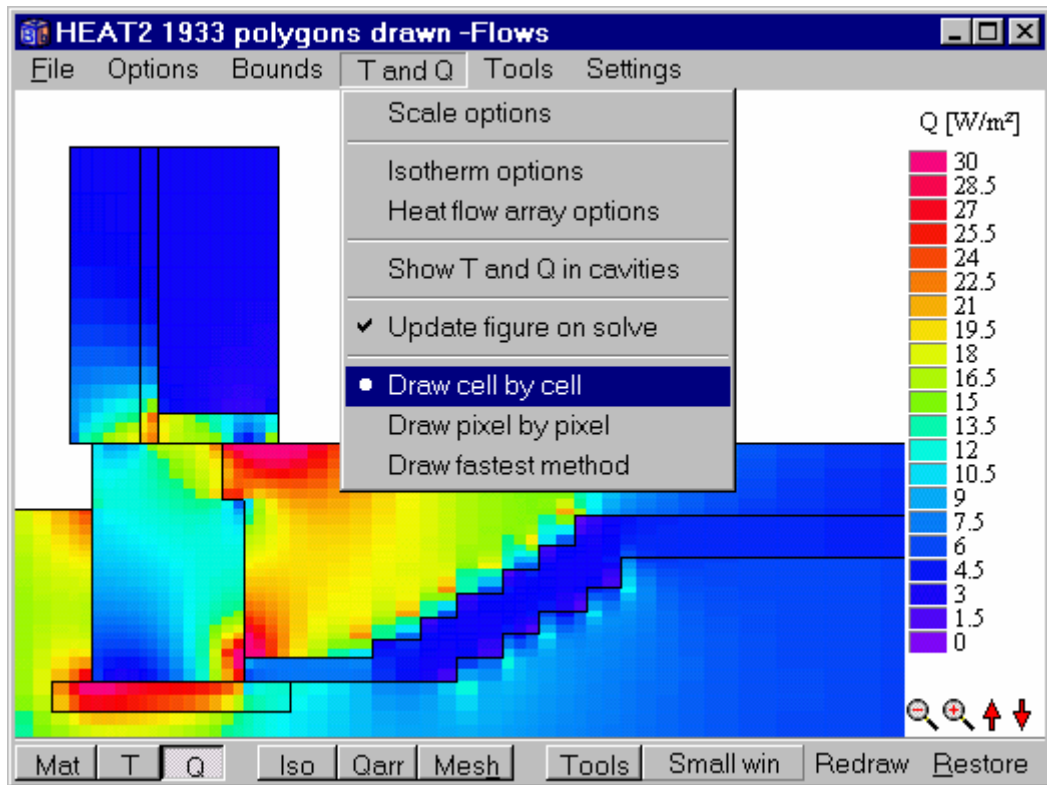 HEAT2 1933 polygons drawn -Flows
File Options Bounds T and Q Tools Settings
Scale options
Isotherm options
Heat flow array options
Show T and Q in cavities
Update figure on solve
Draw cell by cell
Draw pixel by pixel
Draw fastest method
Q [W/m²]
30
28.5
27
25.5
24
22.5
21
19.5
18
16.5
15
13.5
12
10.5
9
7.5
6
4.5
3
1.5
0
Mat T Q Iso Qarr Mesh Tools Small win Redraw Restore